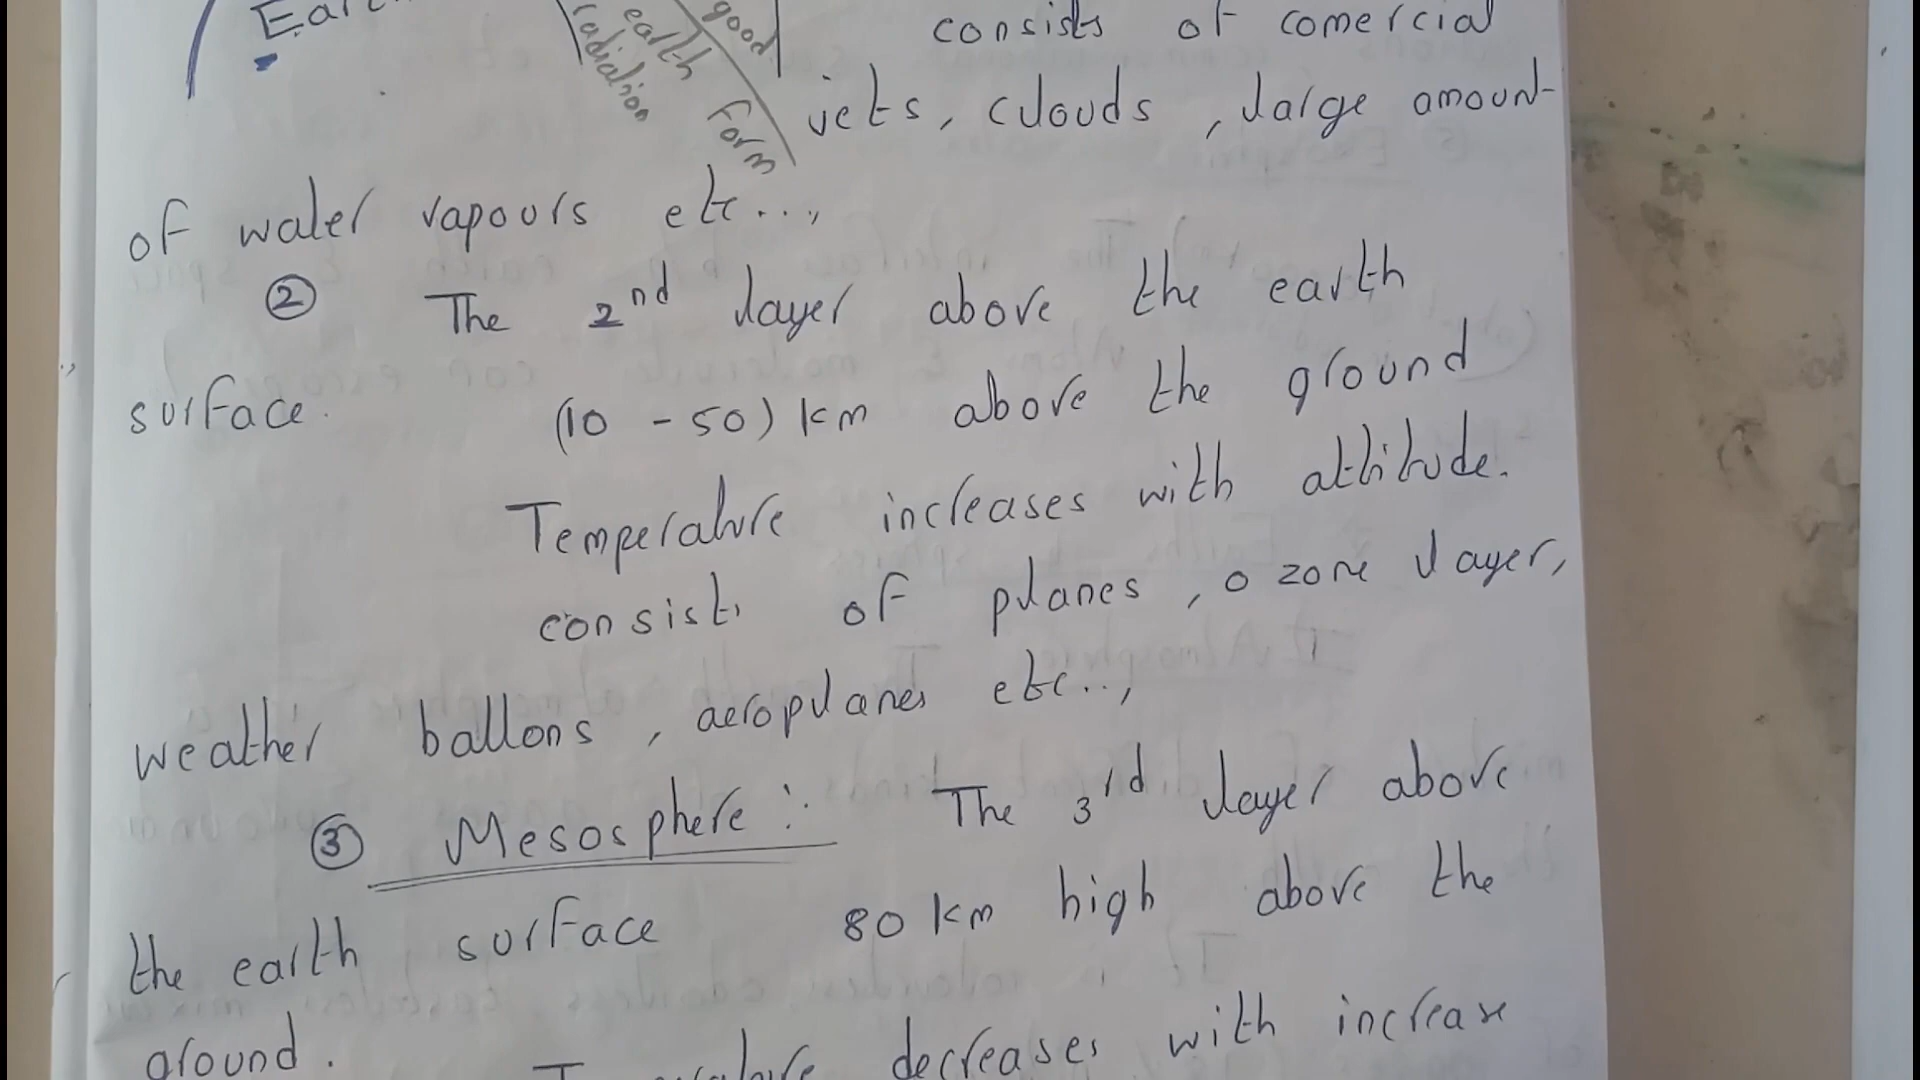 Eart
radiation
earth
good
form
consists of comercial
jets, clouds , large amount
of water vapours etc...,
② The 2nd layer above the earth
surface. (10 - 50) km above the ground
Temperature increases with altitude.
consist. of planes , ozone layer,
weather ballons , aeroplanes etc..,
③ Mesosphere :- The 3rd layer above
the earth surface 80 km high above the
ground . decreases with increase